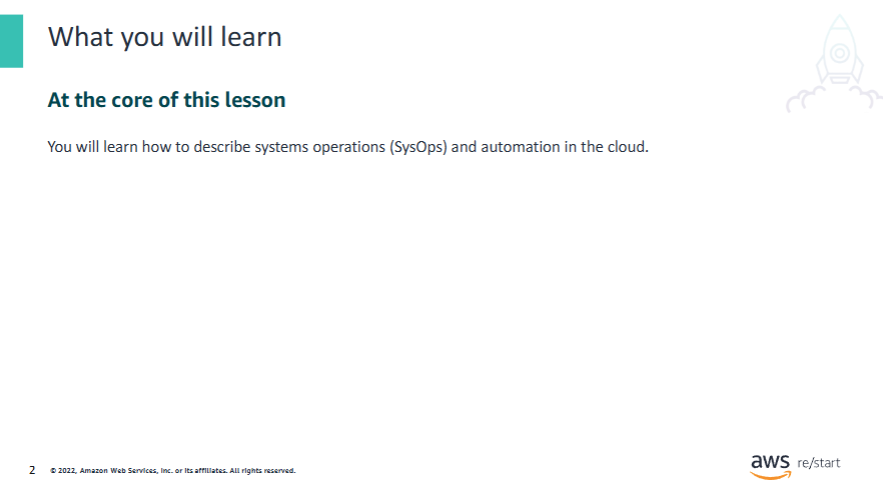 What you will learn
At the core of this lesson
You will learn how to describe systems operations (SysOps) and automation in the cloud.
2
© 2022, Amazon Web Services, Inc. or its affiliates. All rights reserved.
aws re/start